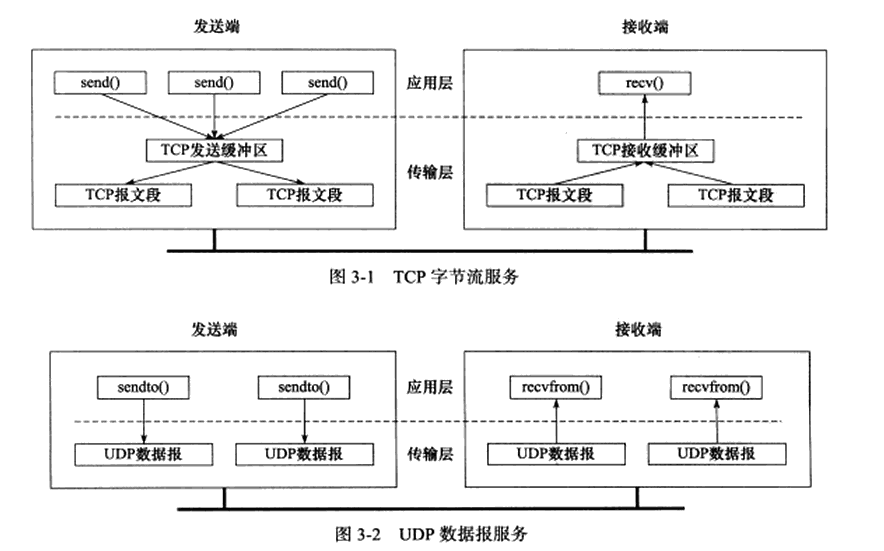 发送端 接收端
send() send() send() 应用层 recv()
TCP发送缓冲区 TCP接收缓冲区
传输层
TCP报文段 TCP报文段 TCP报文段 TCP报文段
图 3-1 TCP 字节流服务
发送端 接收端
sendto() sendto() 应用层 recvfrom() recvfrom()
UDP数据报 UDP数据报 传输层 UDP数据报 UDP数据报
图 3-2 UDP 数据报服务